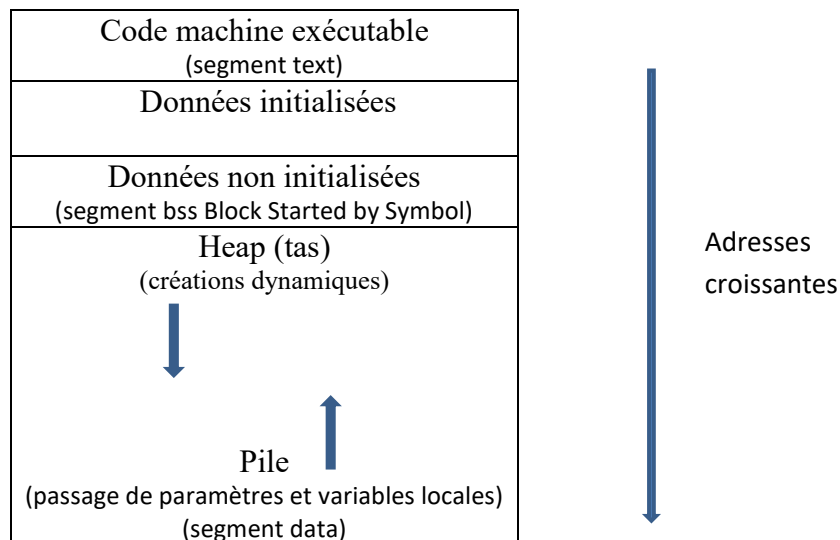 Code machine exécutable
(segment text)
Données initialisées
Données non initialisées
(segment bss Block Started by Symbol)
Heap (tas)
(créations dynamiques)
Adresses
croissantes
Pile
(passage de paramètres et variables locales)
(segment data)